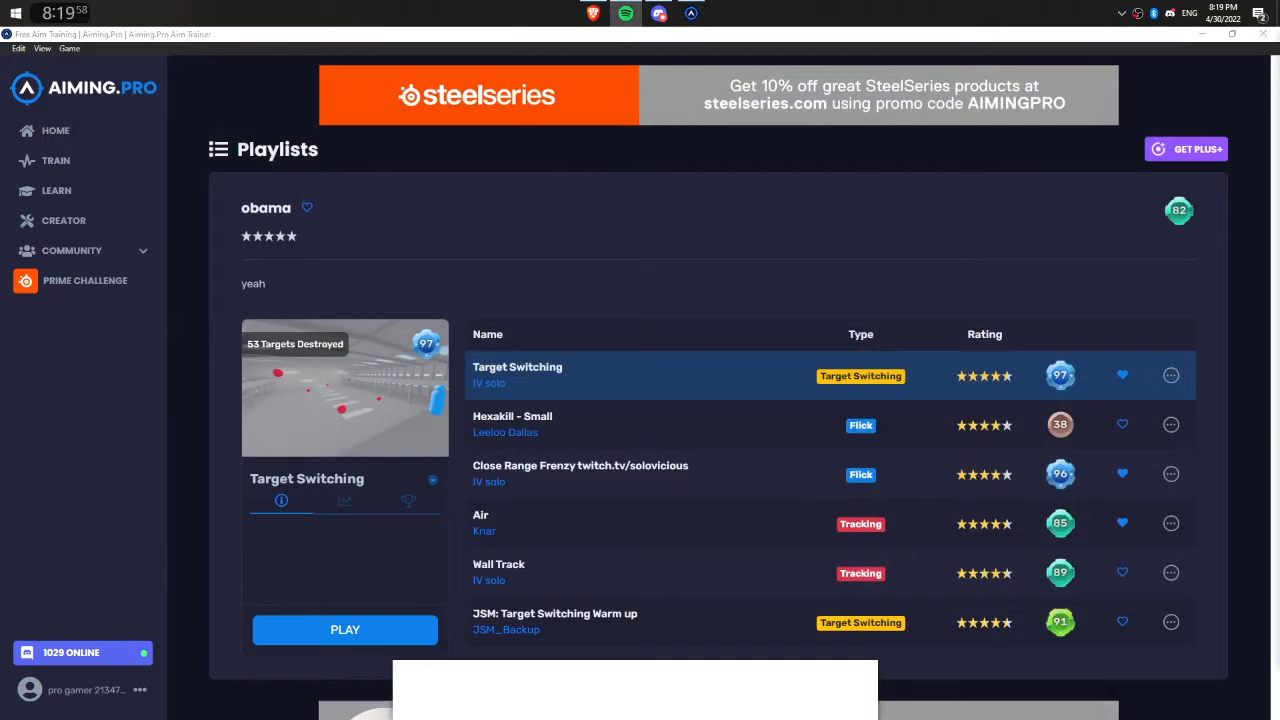 8:19 58
8:19 PM
ENG
4/30/2022
2
Free Aim Training | Aiming.Pro | Aiming.Pro Aim Trainer
Edit View Game
AIMING.PRO
HOME
TRAIN
LEARN
CREATOR
COMMUNITY
PRIME CHALLENGE
1029 ONLINE
pro gamer 21347...
steelseries
Get 10% off great SteelSeries products at
steelseries.com using promo code AIMINGPRO
Playlists
GET PLUS+
obama
82
yeah
53 Targets Destroyed
97
Target Switching
PLAY
Name Type Rating
Target Switching
IV solo
Target Switching
97
Hexakill - Small
Leeloo Dallas
Flick
38
Close Range Frenzy twitch.tv/solovicious
IV solo
Flick
96
Air
Knar
Tracking
85
Wall Track
IV solo
Tracking
89
JSM: Target Switching Warm up
JSM_Backup
Target Switching
91